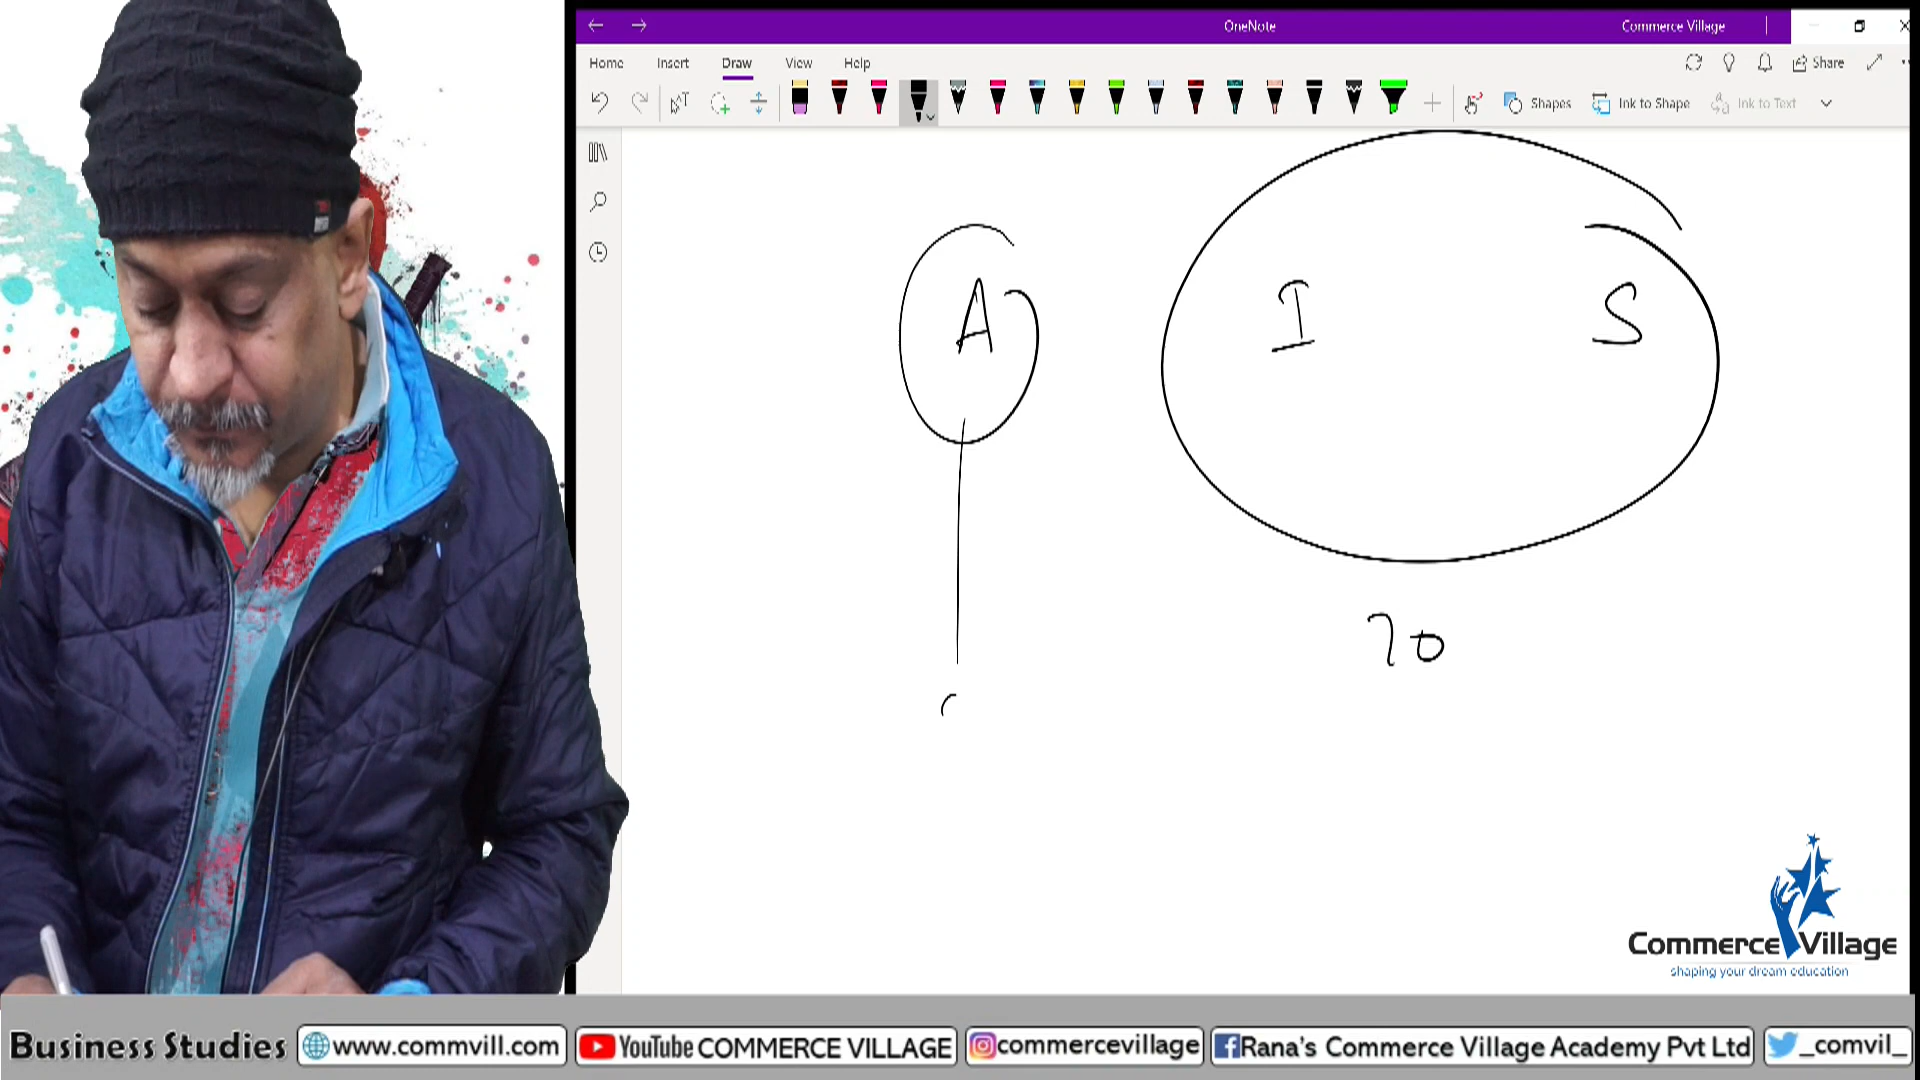 OneNote
Commerce Village
Home Insert Draw View Help
Share
Shapes
Ink to Shape
Ink to Text
A I S
70
Commerce Village
shaping your dream education
Business Studies
www.commvill.com
YouTube COMMERCE VILLAGE
commercevillage
Rana's Commerce Village Academy Pvt Ltd
_comvil_